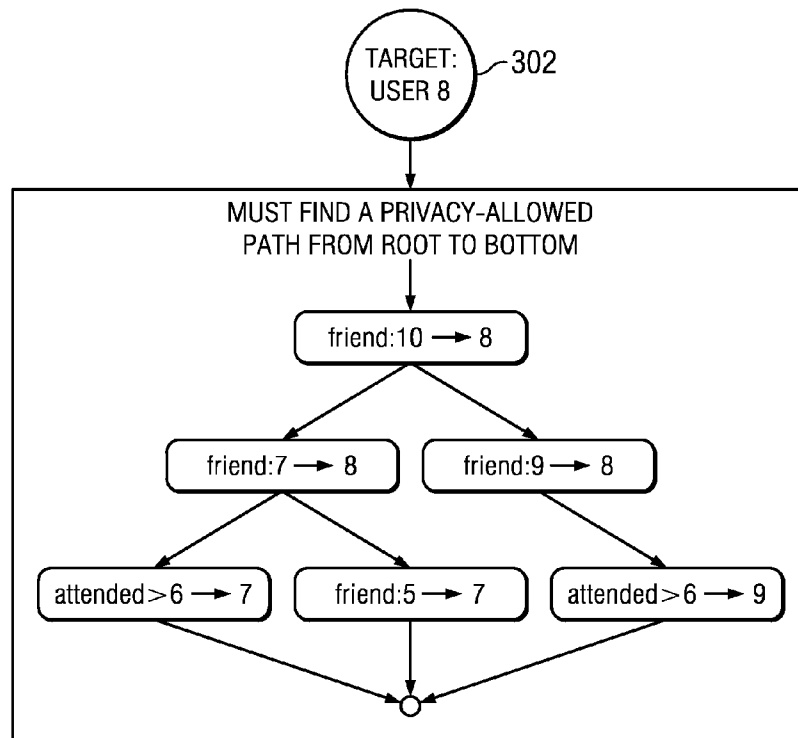 TARGET:
USER 8
302
MUST FIND A PRIVACY-ALLOWED
PATH FROM ROOT TO BOTTOM
friend:10 → 8
friend:7 → 8
friend:9 → 8
attended>6 → 7
friend:5 → 7
attended>6 → 9